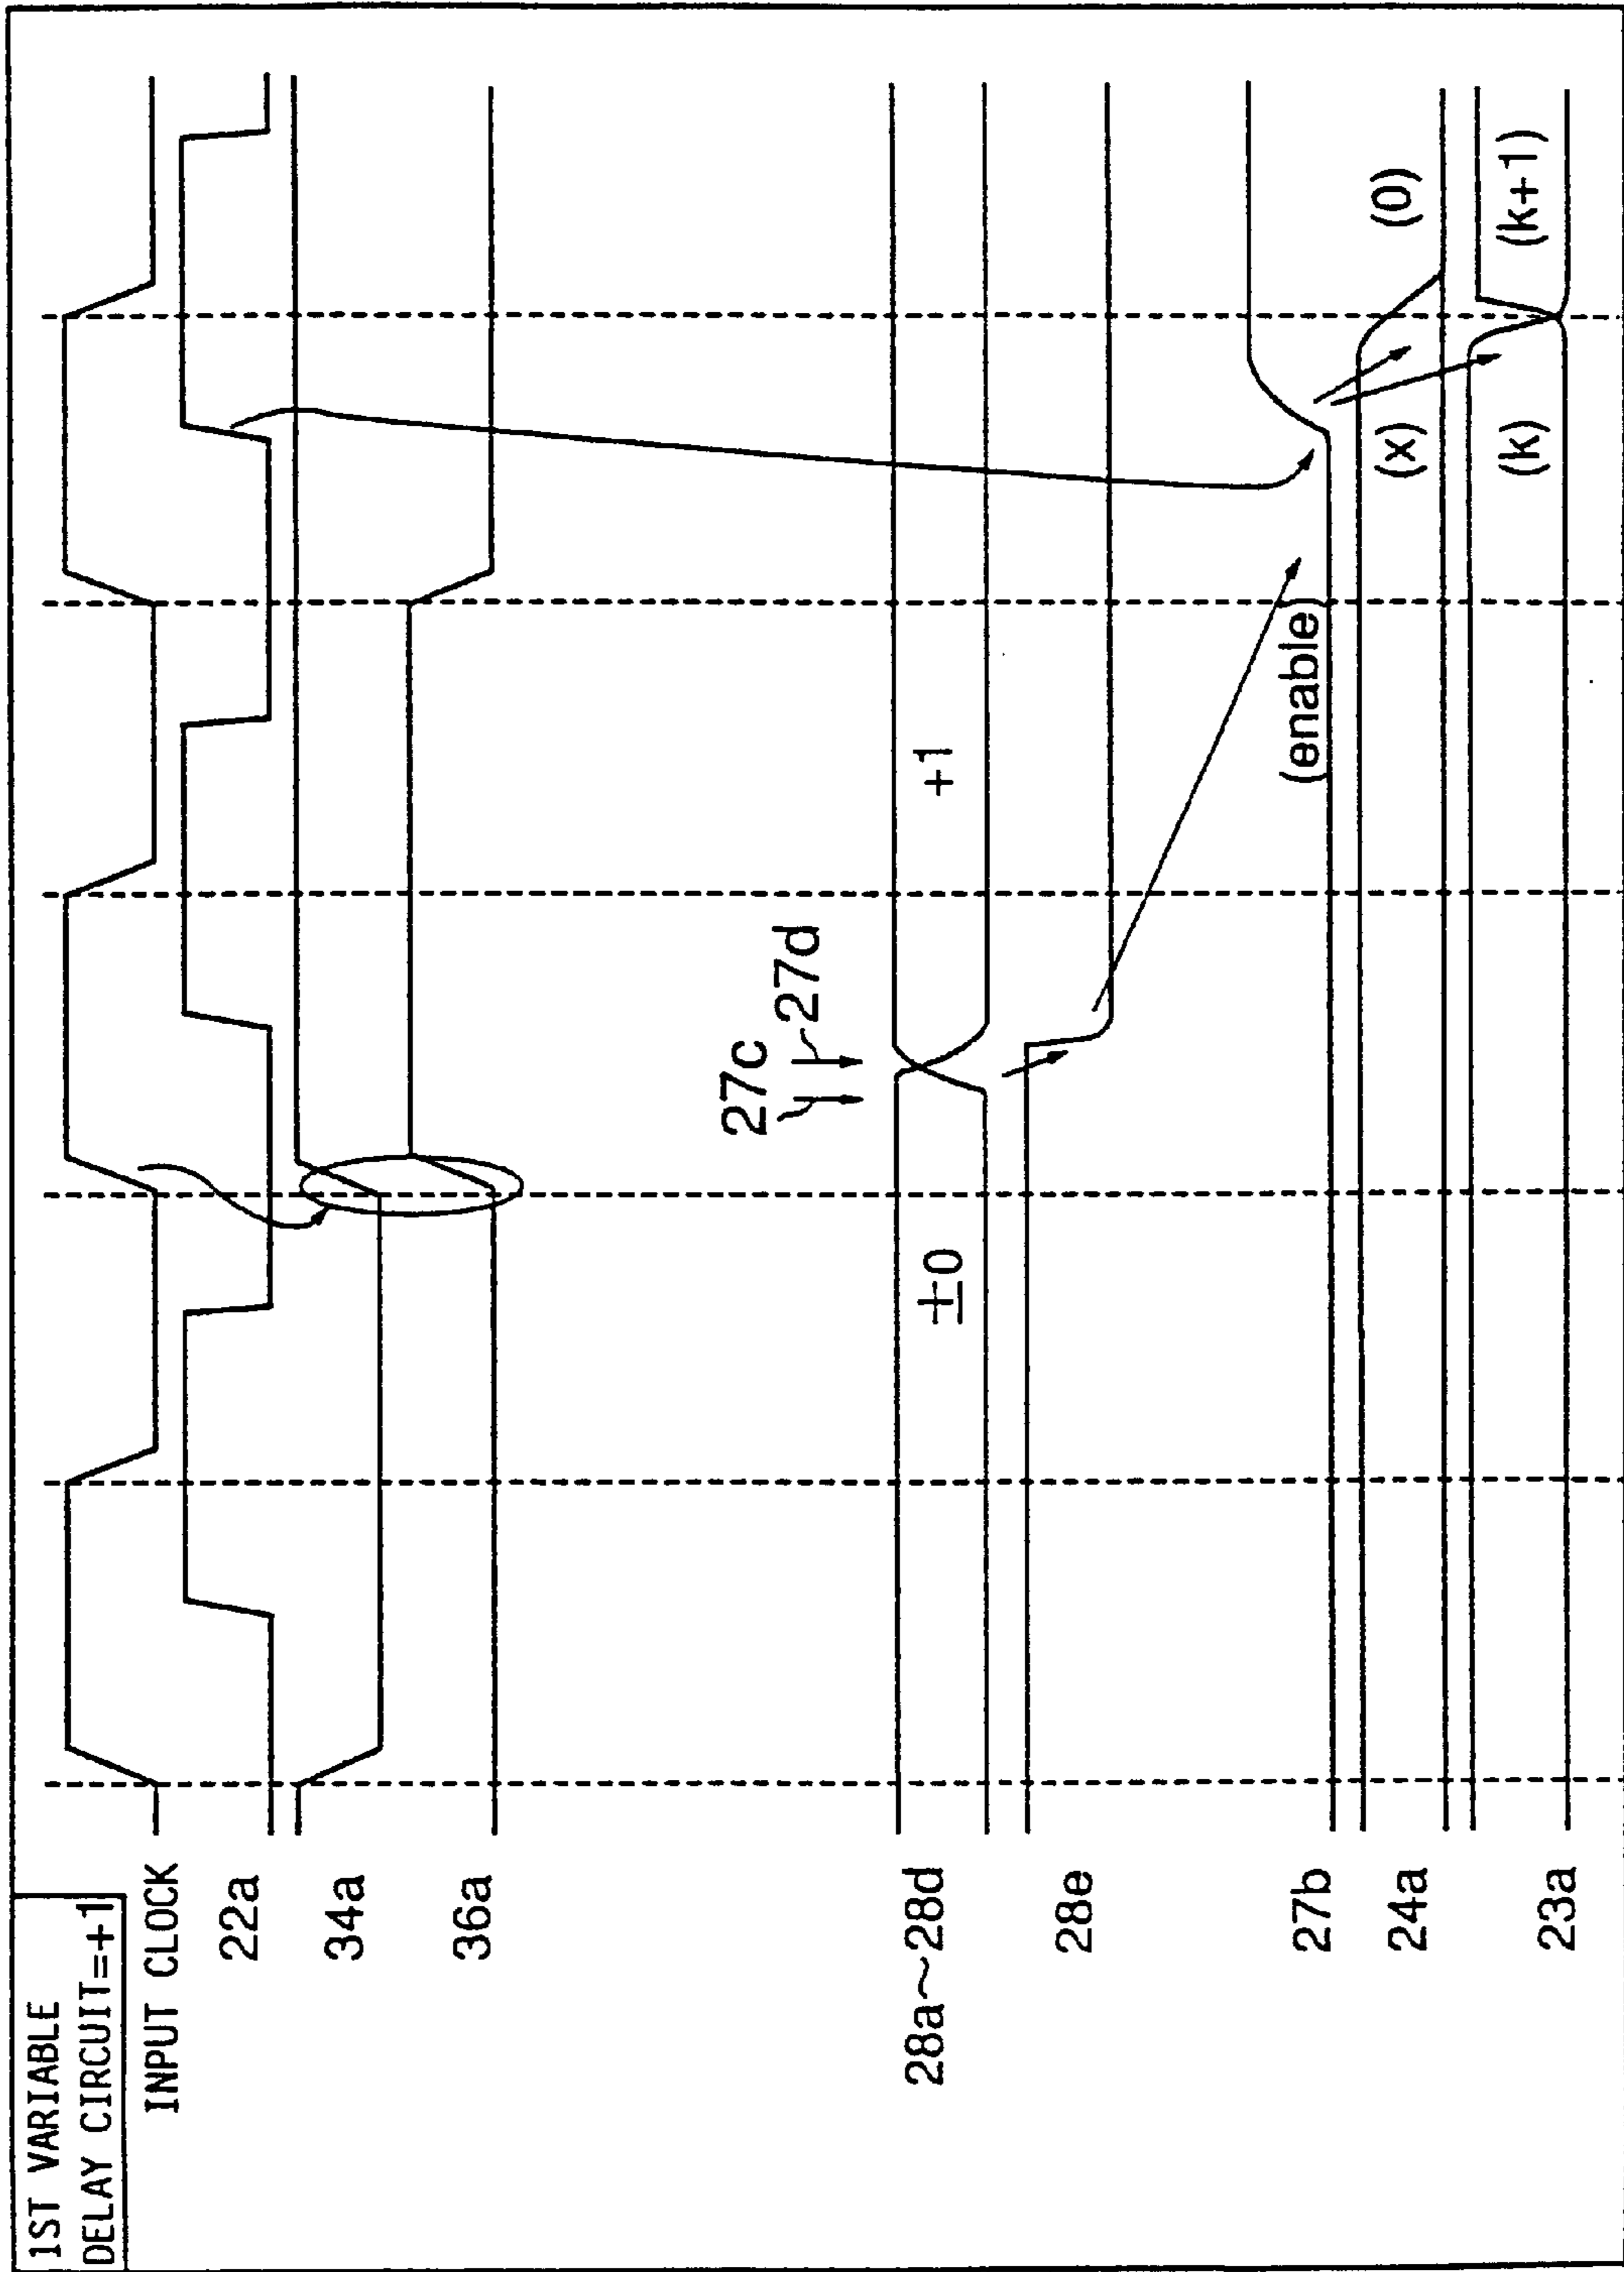 1ST VARIABLE
DELAY CIRCUIT=+1
INPUT CLOCK
22a
34a
36a
27c
27d
28a~28d
±0
+1
28e
27b
(enable)
24a
(x)
(0)
23a
(k)
(k+1)